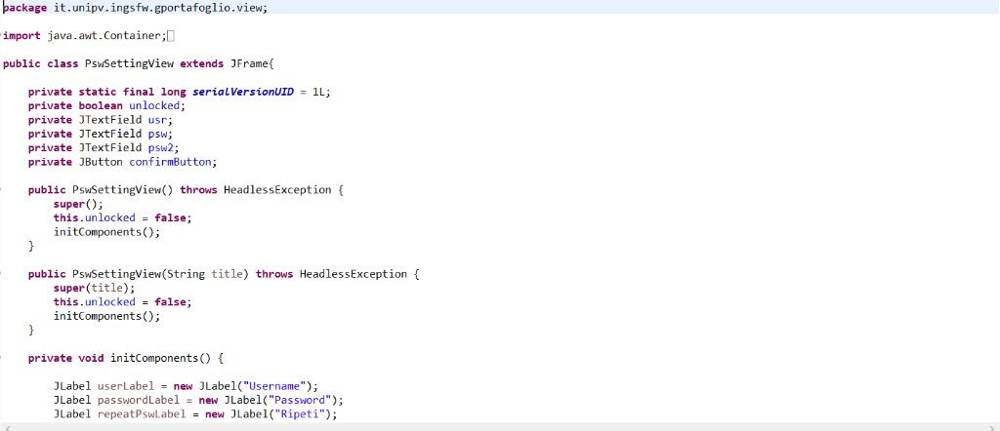 package it.unipv.ingsfw.gportafoglio.view;
import java.awt.Container;
public class PswSettingView extends JFrame{
private static final long serialVersionUID = 1L;
private boolean unlocked;
private JTextField usr;
private JTextField psw;
private JTextField psw2;
private JButton confirmButton;
public PswSettingView() throws HeadlessException {
super();
this.unlocked = false;
initComponents();
}
public PswSettingView(String title) throws HeadlessException {
super(title);
this.unlocked = false;
initComponents();
}
private void initComponents() {
JLabel userLabel = new JLabel("Username");
JLabel passwordLabel = new JLabel("Password");
JLabel repeatPswLabel = new JLabel("Ripeti");